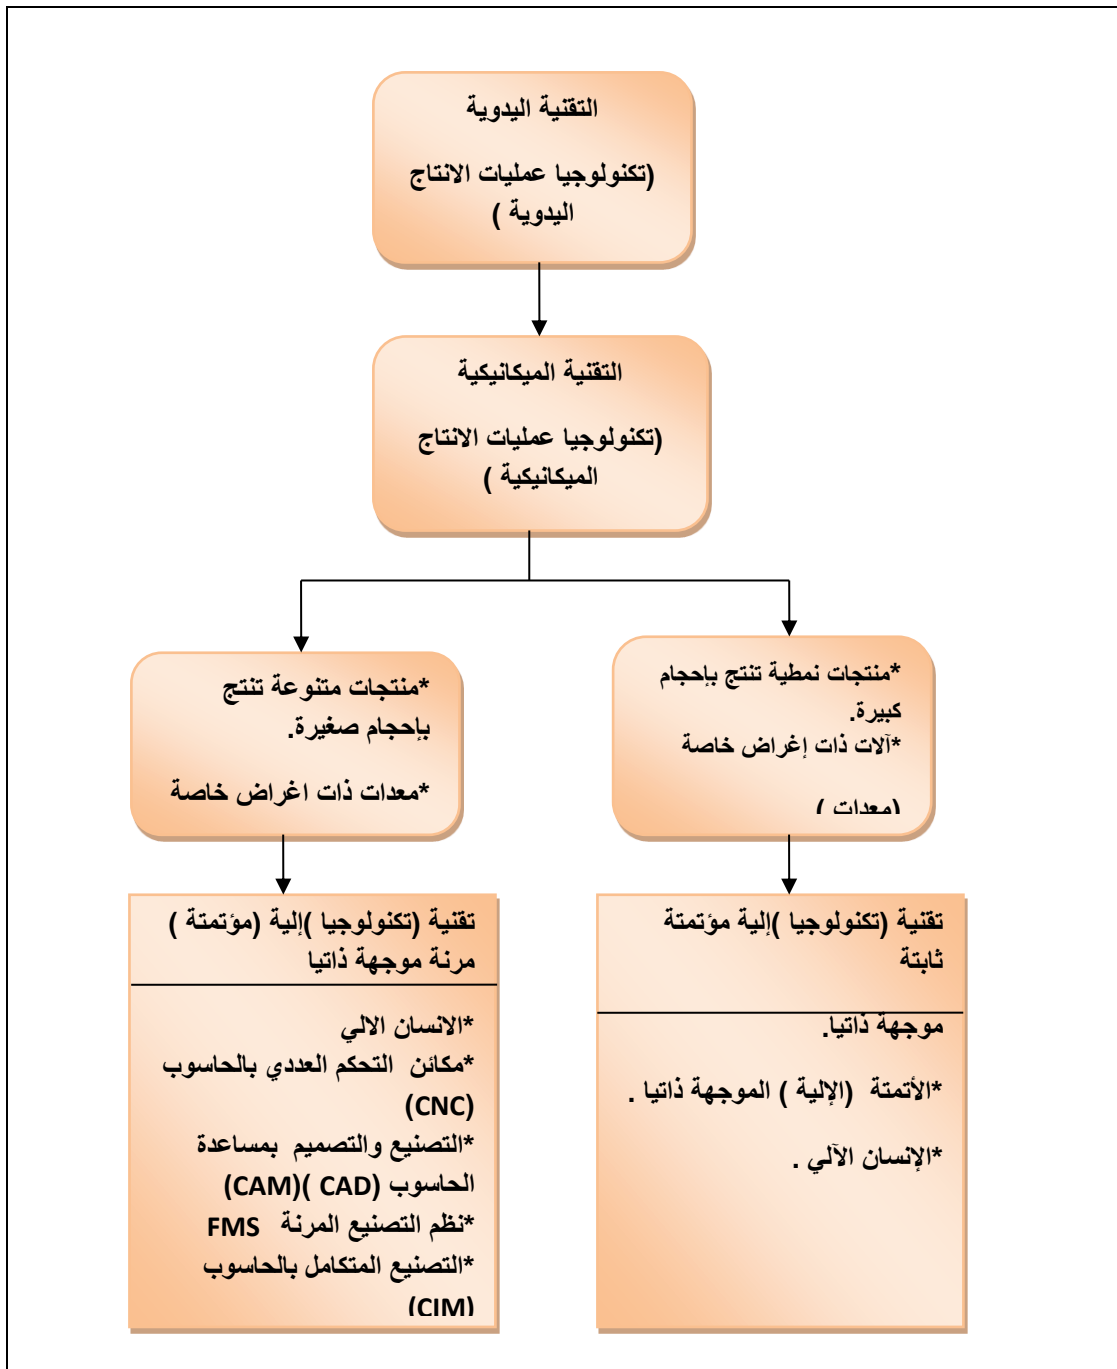 التقنية اليدوية
(تكنولوجيا عمليات الانتاج
اليدوية )
التقنية الميكانيكية
(تكنولوجيا عمليات الانتاج
الميكانيكية )
*منتجات نمطية تنتج بإحجام
كبيرة.
*آلات ذات إغراض خاصة
(معدات )
*منتجات متنوعة تنتج
بإحجام صغيرة.
*معدات ذات اغراض خاصة
تقنية (تكنولوجيا )إلية مؤتمتة
ثابتة
موجهة ذاتيا.
*الأتمتة (الإلية ) الموجهة ذاتيا .
*الإنسان الآلي .
تقنية (تكنولوجيا )إلية (مؤتمتة )
مرنة موجهة ذاتيا
*الانسان الالي
*مكائن التحكم العددي بالحاسوب
(CNC)
*التصنيع والتصميم بمساعدة
الحاسوب (CAD )(CAM)
*نظم التصنيع المرنة FMS
*التصنيع المتكامل بالحاسوب
(CIM)